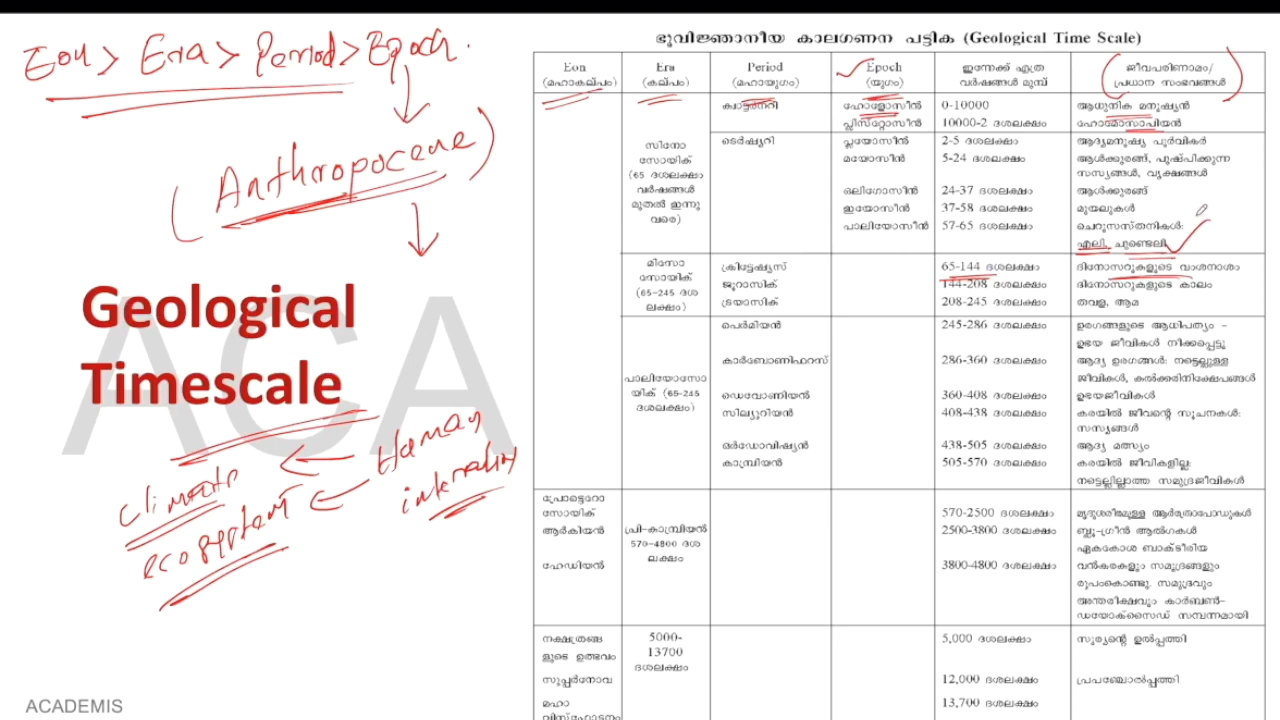 Eon > Era > Period > Epoch.
(Anthropocene)
Geological
Timescale
Human
climate
ecosystem
ACA
ACADEMIS
ഭൂവിജ്ഞാനീയ കാലഗണന പട്ടിക (Geological Time Scale)
Eon Era Period Epoch ഇന്നേക്ക് എത്ര ജീവപരിണാമം/
(മഹാകല്പം) (കല്പം) (മഹായുഗം) (യുഗം) വർഷങ്ങൾ മുമ്പ് പ്രധാന സംഭവങ്ങൾ
ക്വാട്ടർനറി ഹോളോസീൻ 0-10000 ആധുനിക മനുഷ്യൻ
പ്ലിസ്റ്റോസീൻ 10000-2 ദശലക്ഷം ഹോമോസാപിയൻ
സീനോ ടെർഷ്യറി പ്ലയോസീൻ 2-5 ദശലക്ഷം ആദ്യമനുഷ്യ പൂർവികർ
സോയിക് മയോസീൻ 5-24 ദശലക്ഷം ആൾക്കുരങ്ങ്, പുഷ്പിക്കുന്ന
(65 ദശലക്ഷം സസ്യങ്ങൾ, വൃക്ഷങ്ങൾ
വർഷങ്ങൾ ഒലിഗോസീൻ 24-37 ദശലക്ഷം ആൾക്കുരങ്ങ്
മുതൽ ഇന്നു ഇയോസീൻ 37-58 ദശലക്ഷം മുയലുകൾ
വരെ) പാലിയോസീൻ 57-65 ദശലക്ഷം ചെറുസസ്തനികൾ:
എലി, ചുണ്ടെലി
മിസോ ക്രിട്ടേഷ്യസ് 65-144 ദശലക്ഷം ദിനോസറുകളുടെ വംശനാശം
സോയിക് ജൂറാസിക് 144-208 ദശലക്ഷം ദിനോസറുകളുടെ കാലം
(65-245 ദശ ട്രയാസിക് 208-245 ദശലക്ഷം തവള, ആമ
ലക്ഷം)
പെർമിയൻ 245-286 ദശലക്ഷം ഉരഗങ്ങളുടെ ആധിപത്യം -
ഉഭയ ജീവികൾ നീക്കപ്പെട്ടു
കാർബോണിഫറസ് 286-360 ദശലക്ഷം ആദ്യ ഉരഗങ്ങൾ: നട്ടെല്ലുള്ള
പാലിയോസോ ജീവികൾ, കൽക്കരിനിക്ഷേപങ്ങൾ
യിക് (65-245 ഡെവോണിയൻ 360-408 ദശലക്ഷം ഉഭയജീവികൾ
ദശലക്ഷം) സിലൂറിയൻ 408-438 ദശലക്ഷം കരയിൽ ജീവന്റെ സൂചനകൾ:
സസ്യങ്ങൾ
ഒർഡോവിഷ്യൻ 438-505 ദശലക്ഷം ആദ്യ മത്സ്യം
കാമ്പ്രിയൻ 505-570 ദശലക്ഷം കരയിൽ ജീവികളില്ല:
നട്ടെല്ലില്ലാത്ത സമുദ്രജീവികൾ
പ്രോട്ടെറോ
സോയിക് 570-2500 ദശലക്ഷം മൃദുശരീരമുള്ള ആർത്രോപോഡുകൾ
ആർകിയൻ പ്രി-കാമ്പ്രിയൻ 2500-3800 ദശലക്ഷം ബ്ലൂ-ഗ്രീൻ ആൽഗകൾ
570-4800 ദശ ഏകകോശ ബാക്ടീരിയ
ഹേഡിയൻ ലക്ഷം 3800-4800 ദശലക്ഷം വൻകരകളും സമുദ്രങ്ങളും
രൂപംകൊണ്ടു. സമുദ്രവും
അന്തരീക്ഷവും കാർബൺ-
ഡയോക്സൈഡ് സമ്പന്നമായി
നക്ഷത്രങ്ങ 5000- 5,000 ദശലക്ഷം സൂര്യന്റെ ഉൽപ്പത്തി
ളുടെ ഉത്ഭവം 13700
ദശലക്ഷം
സൂപ്പർനോവ 12,000 ദശലക്ഷം പ്രപഞ്ചോൽപ്പത്തി
മഹാ 13,700 ദശലക്ഷം
വിസ്ഫോടനം